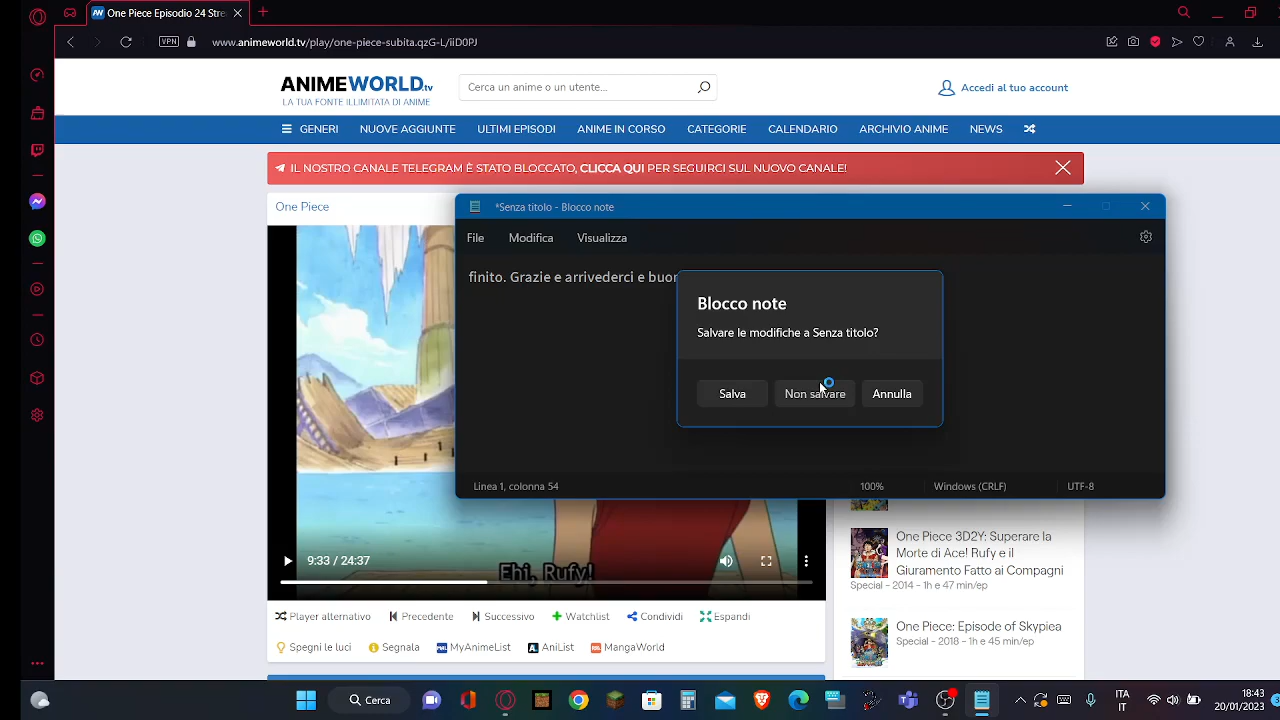 One Piece Episodio 24 Stre
VPN
www.animeworld.tv/play/one-piece-subita.qzG-L/iiD0PJ
AW
ANIMEWORLD.tv
LA TUA FONTE ILLIMITATA DI ANIME
Cerca un anime o un utente...
Accedi al tuo account
GENERI NUOVE AGGIUNTE ULTIMI EPISODI ANIME IN CORSO CATEGORIE CALENDARIO ARCHIVIO ANIME NEWS
IL NOSTRO CANALE TELEGRAM È STATO BLOCCATO, CLICCA QUI PER SEGUIRCI SUL NUOVO CANALE!
One Piece
*Senza titolo - Blocco note
File Modifica Visualizza
finito. Grazie e arrivederci e buon
Blocco note
Salvare le modifiche a Senza titolo?
Salva Non salvare Annulla
Linea 1, colonna 54 100% Windows (CRLF) UTF-8
9:33 / 24:37
Ehi, Rufy!
One Piece 3D2Y: Superare la
Morte di Ace! Rufy e il
Giuramento Fatto ai Compagni
Special - 2014 - 1h e 47 min/ep
One Piece: Episode of Skypiea
Special - 2018 - 1h e 45 min/ep
Player alternativo Precedente Successivo Watchlist Condividi Espandi
Spegni le luci Segnala MyAnimeList AniList MangaWorld
Cerca
ITA
IT
18:43
20/01/2023